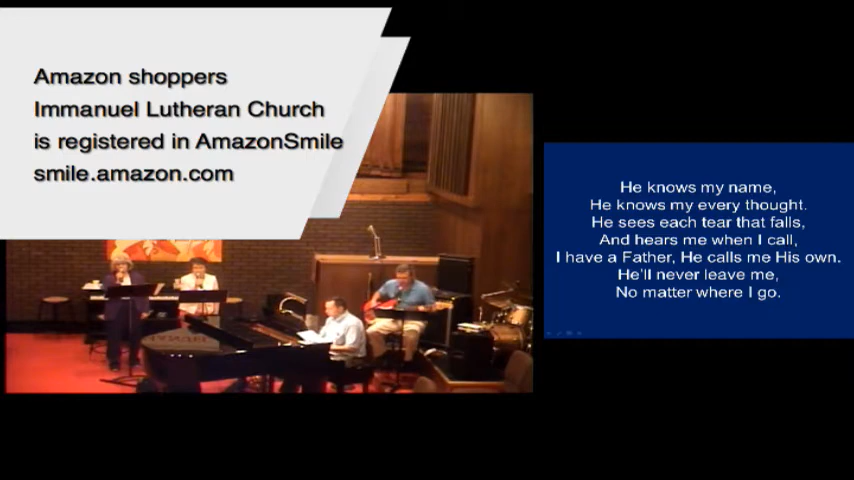 Amazon shoppers
Immanuel Lutheran Church
is registered in AmazonSmile
smile.amazon.com
He knows my name,
He knows my every thought.
He sees each tear that falls,
And hears me when I call,
I have a Father, He calls me His own.
He'll never leave me,
No matter where I go.